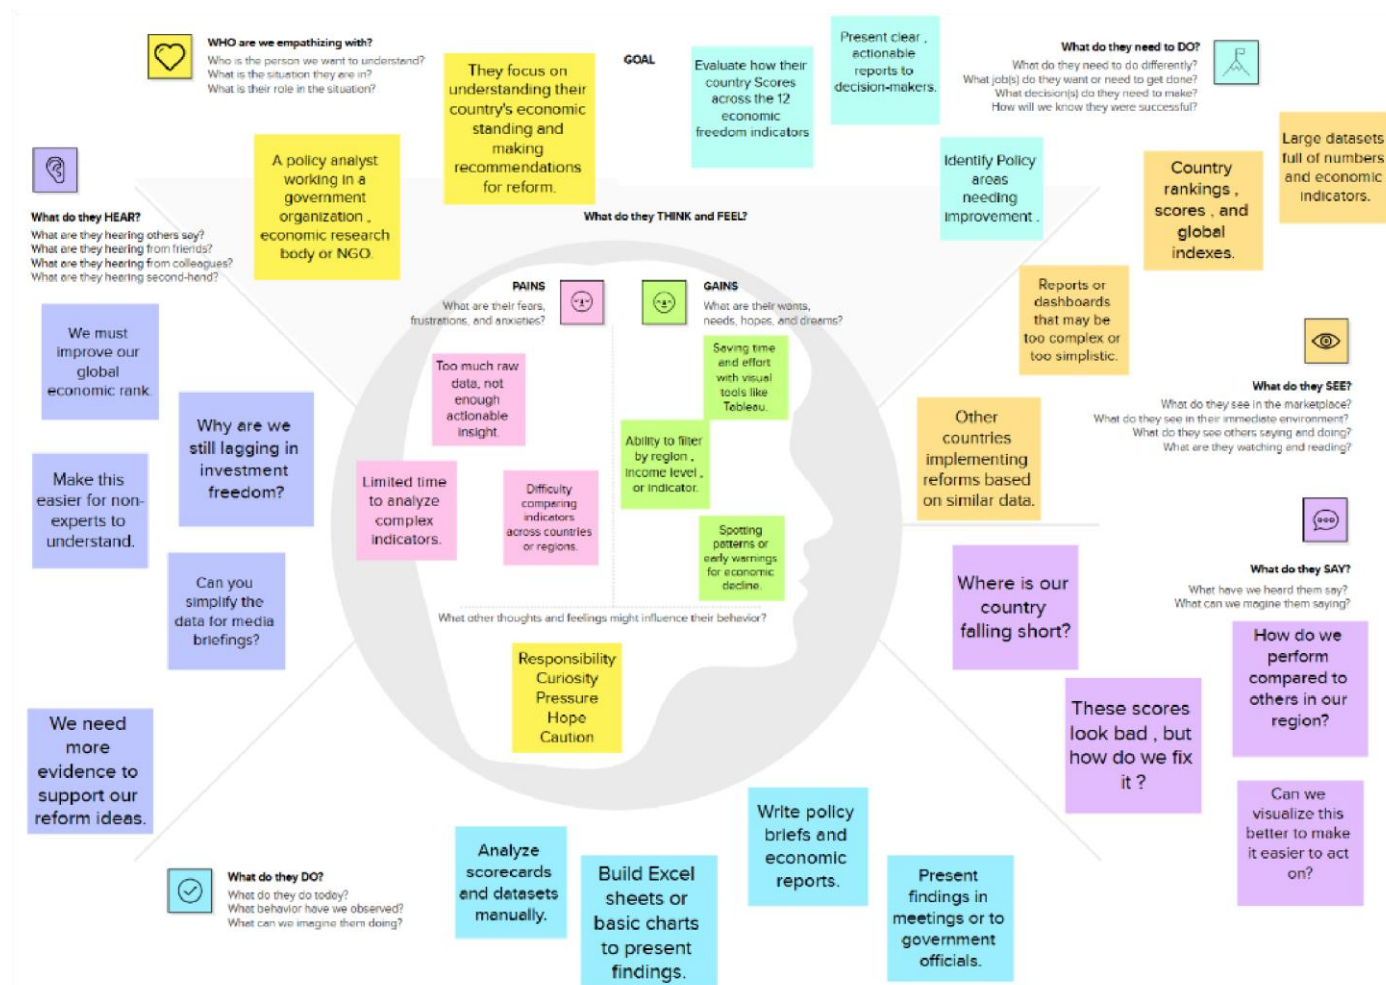 WHO are we empathizing with?
Who is the person we want to understand?
What is the situation they are in?
What is their role in the situation?
They focus on
understanding their
country's economic
standing and
making
recommendations
for reform.
A policy analyst
working in a
government
organization ,
economic research
body or NGO.
GOAL
Evaluate how their
country Scores
across the 12
economic
freedom indicators
Present clear ,
actionable
reports to
decision-makers.
Identify Policy
areas
needing
improvement .
What do they need to DO?
What do they need to do differently?
What job(s) do they want or need to get done?
What decision(s) do they need to make?
How will we know they were successful?
Large datasets
full of numbers
and economic
indicators.
Country
rankings ,
scores , and
global
indexes.
Reports or
dashboards
that may be
too complex or
too simplistic.
Other
countries
implementing
reforms based
on similar data.
What do they SEE?
What do they see in the marketplace?
What do they see in their immediate environment?
What do they see others saying and doing?
What are they watching and reading?
What do they HEAR?
What are they hearing others say?
What are they hearing from friends?
What are they hearing from colleagues?
What are they hearing second-hand?
We must
improve our
global
economic rank.
Why are we
still lagging in
investment
freedom?
Make this
easier for non-
experts to
understand.
Can you
simplify the
data for media
briefings?
We need
more
evidence to
support our
reform ideas.
What do they THINK and FEEL?
PAINS
What are their fears,
frustrations, and anxieties?
Too much raw
data, not
enough
actionable
insight.
Limited time
to analyze
complex
indicators.
Difficulty
comparing
indicators
across countries
or regions.
GAINS
What are their wants,
needs, hopes, and dreams?
Saving time
and effort
with visual
tools like
Tableau.
Ability to filter
by region ,
income level ,
or indicator.
Spotting
patterns or
early warnings
for economic
decline.
What other thoughts and feelings might influence their behavior?
Responsibility
Curiosity
Pressure
Hope
Caution
What do they SAY?
What have we heard them say?
What can we magine them saying?
Where is our
country
falling short?
How do we
perform
compared to
others in our
region?
These scores
look bad , but
how do we fix
it ?
Can we
visualize this
better to make
it easier to act
on?
What do they DO?
What do they do today?
What behavior have we observed?
What can we imagine them doing?
Analyze
scorecards
and datasets
manually.
Build Excel
sheets or
basic charts
to present
findings.
Write policy
briefs and
economic
reports.
Present
findings in
meetings or to
government
officials.